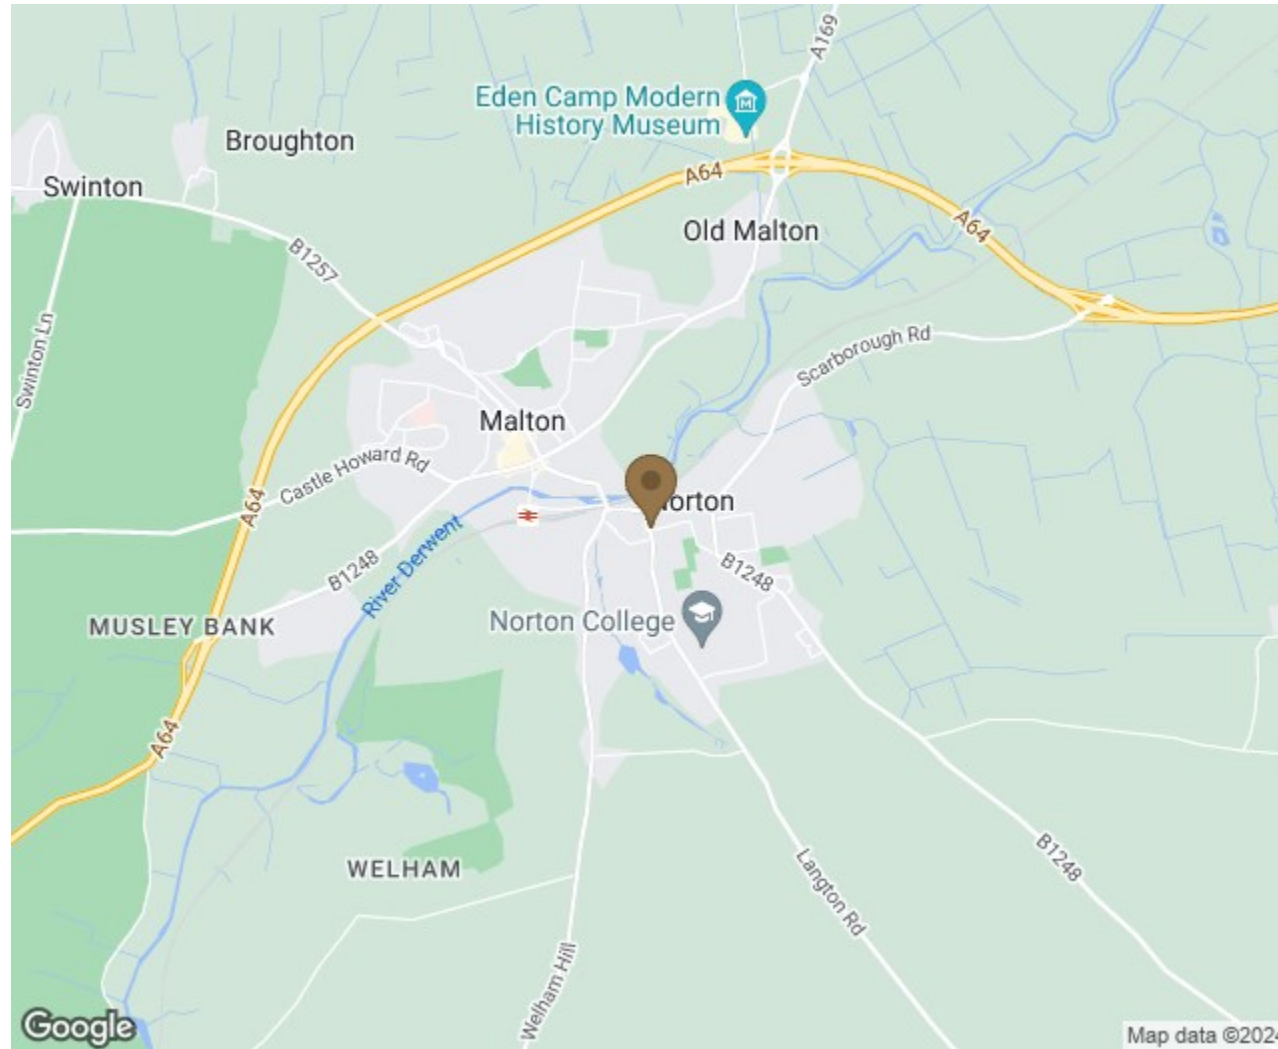 A169
Eden Camp Modern
History Museum
Broughton
Swinton
A64
Old Malton
A64
B1257
Swinton Ln
Scarborough Rd
Malton
Castle Howard Rd
A64
orton
B1248
River Derwent
B1248
MUSLEY BANK
Norton College
A64
WELHAM
Langton Rd
B1248
Welham Hill
Google
Map data ©2024